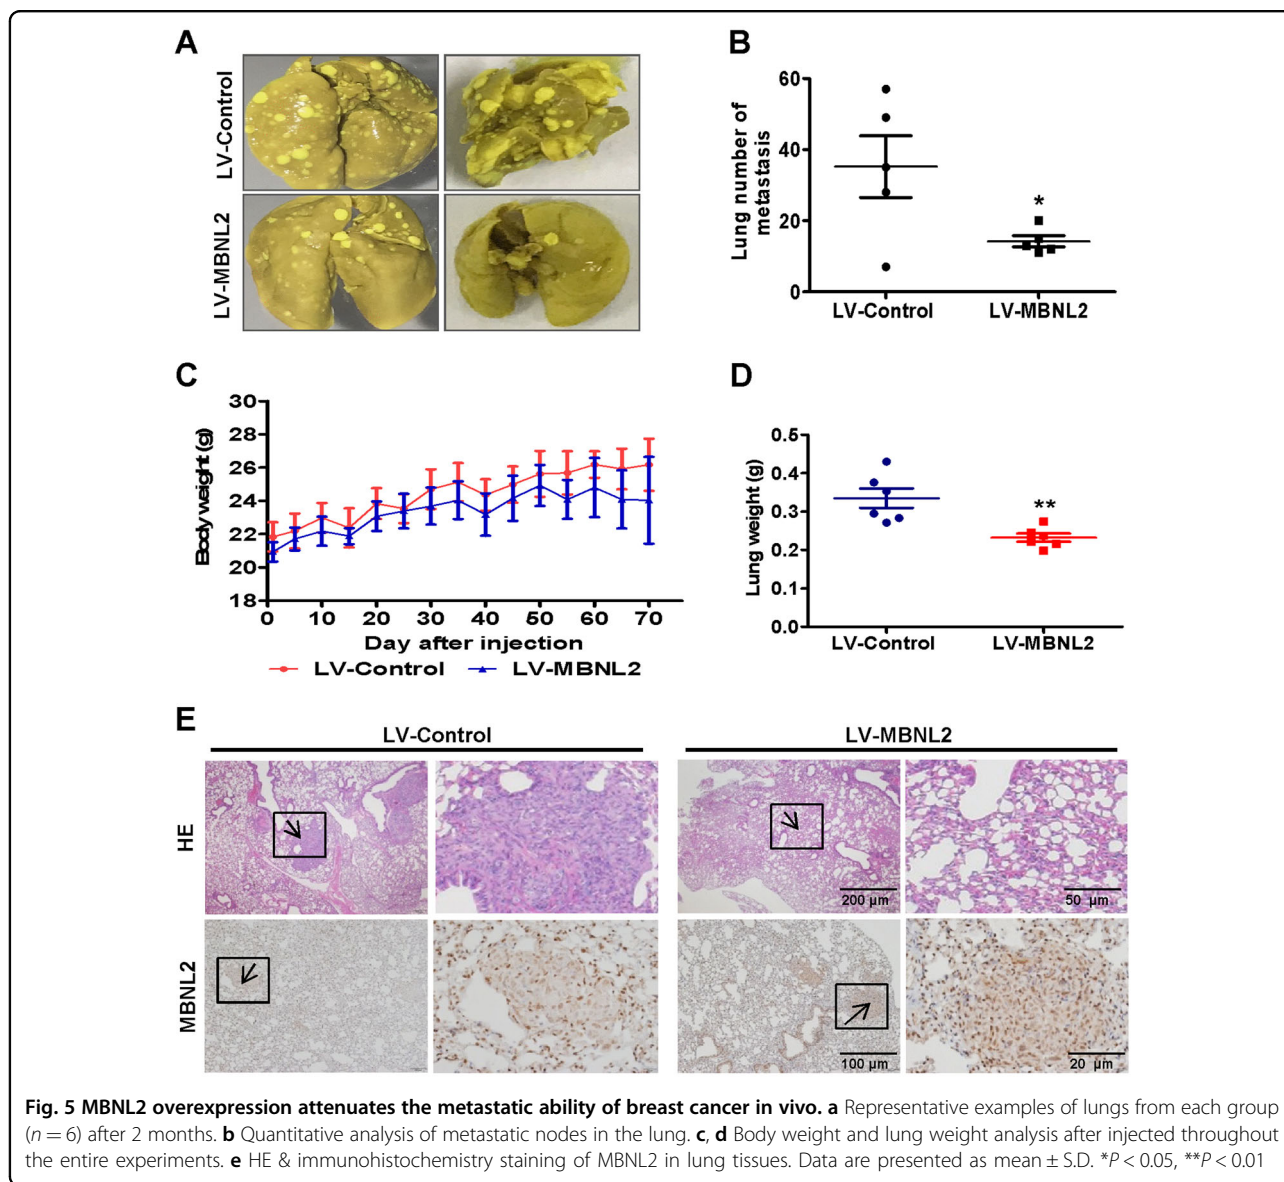 A
LV-Control
LV-MBNL2
B
Lung number of
metastasis
60
40
20
0
*
LV-Control
LV-MBNL2
C
Body weight (g)
30
28
26
24
22
20
18
0 10 20 30 40 50 60 70
Day after injection
LV-Control LV-MBNL2
D
Lung weight (g)
0.5
0.4
0.3
0.2
0.1
0.0
**
LV-Control
LV-MBNL2
E
LV-Control
LV-MBNL2
HE
200 µm
50 µm
MBNL2
100 µm
20 µm
Fig. 5 MBNL2 overexpression attenuates the metastatic ability of breast cancer in vivo. a Representative examples of lungs from each group
(n = 6) after 2 months. b Quantitative analysis of metastatic nodes in the lung. c, d Body weight and lung weight analysis after injected throughout
the entire experiments. e HE & immunohistochemistry staining of MBNL2 in lung tissues. Data are presented as mean ± S.D. *P < 0.05, **P < 0.01